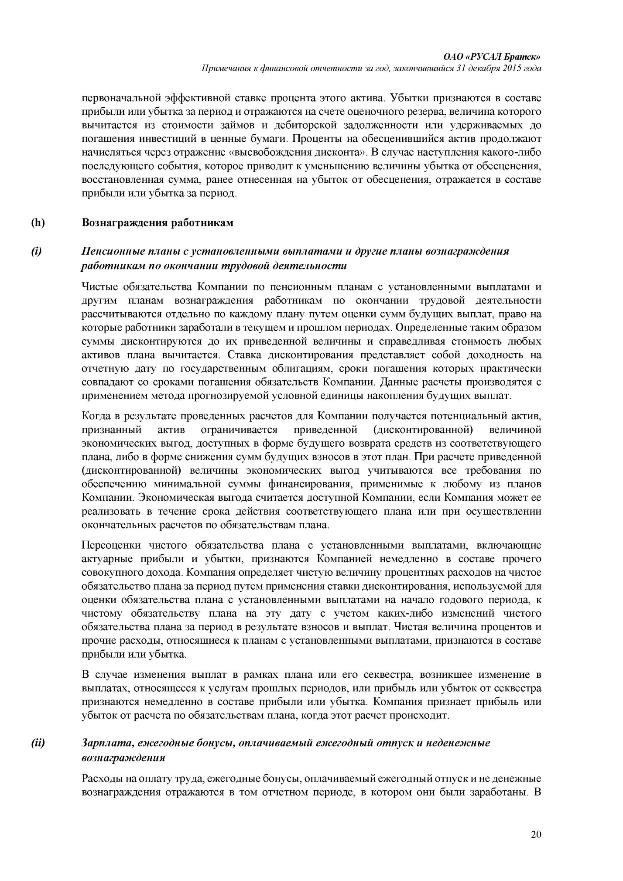 ОАО «РУСАЛ Братск»
Примечания к финансовой отчетности за год, закончившийся 31 декабря 2015 года
первоначальной эффективной ставке процента этого актива. Убытки признаются в составе
прибыли или убытка за период и отражаются на счете оценочного резерва, величина которого
вычитается из стоимости займов и дебиторской задолженности или удерживаемых до
погашения инвестиций в ценные бумаги. Проценты на обесценившийся актив продолжают
начисляться через отражение «высвобождения дисконта». В случае наступления какого-либо
последующего события, которое приводит к уменьшению величины убытка от обесценения,
восстановленная сумма, ранее отнесенная на убыток от обесценения, отражается в составе
прибыли или убытка за период.
(h) Вознаграждения работникам
(i) Пенсионные планы с установленными выплатами и другие планы вознаграждения
работникам по окончании трудовой деятельности
Чистые обязательства Компании по пенсионным планам с установленными выплатами и
другим планам вознаграждения работникам по окончании трудовой деятельности
рассчитываются отдельно по каждому плану путем оценки сумм будущих выплат, право на
которые работники заработали в текущем и прошлом периодах. Определенные таким образом
суммы дисконтируются до их приведенной величины и справедливая стоимость любых
активов плана вычитается. Ставка дисконтирования представляет собой доходность на
отчетную дату по государственным облигациям, сроки погашения которых практически
совпадают со сроками погашения обязательств Компании. Данные расчеты производятся с
применением метода прогнозируемой условной единицы накопления будущих выплат.
Когда в результате проведенных расчетов для Компании получается потенциальный актив,
признанный актив ограничивается приведенной (дисконтированной) величиной
экономических выгод, доступных в форме будущего возврата средств из соответствующего
плана, либо в форме снижения сумм будущих взносов в этот план. При расчете приведенной
(дисконтированной) величины экономических выгод учитываются все требования по
обеспечению минимальной суммы финансирования, применимые к любому из планов
Компании. Экономическая выгода считается доступной Компании, если Компания может ее
реализовать в течение срока действия соответствующего плана или при осуществлении
окончательных расчетов по обязательствам плана.
Переоценки чистого обязательства плана с установленными выплатами, включающие
актуарные прибыли и убытки, признаются Компанией немедленно в составе прочего
совокупного дохода. Компания определяет чистую величину процентных расходов на чистое
обязательство плана за период путем применения ставки дисконтирования, используемой для
оценки обязательства плана с установленными выплатами на начало годового периода, к
чистому обязательству плана на эту дату с учетом каких-либо изменений чистого
обязательства плана за период в результате взносов и выплат. Чистая величина процентов и
прочие расходы, относящиеся к планам с установленными выплатами, признаются в составе
прибыли или убытка.
В случае изменения выплат в рамках плана или его секвестра, возникшее изменение в
выплатах, относящееся к услугам прошлых периодов, или прибыль или убыток от секвестра
признаются немедленно в составе прибыли или убытка. Компания признает прибыль или
убыток от расчета по обязательствам плана, когда этот расчет происходит.
(ii) Зарплата, ежегодные бонусы, оплачиваемый ежегодный отпуск и неденежные
вознаграждения
Расходы на оплату труда, ежегодные бонусы, оплачиваемый ежегодный отпуск и не денежные
вознаграждения отражаются в том отчетном периоде, в котором они были заработаны. В
20